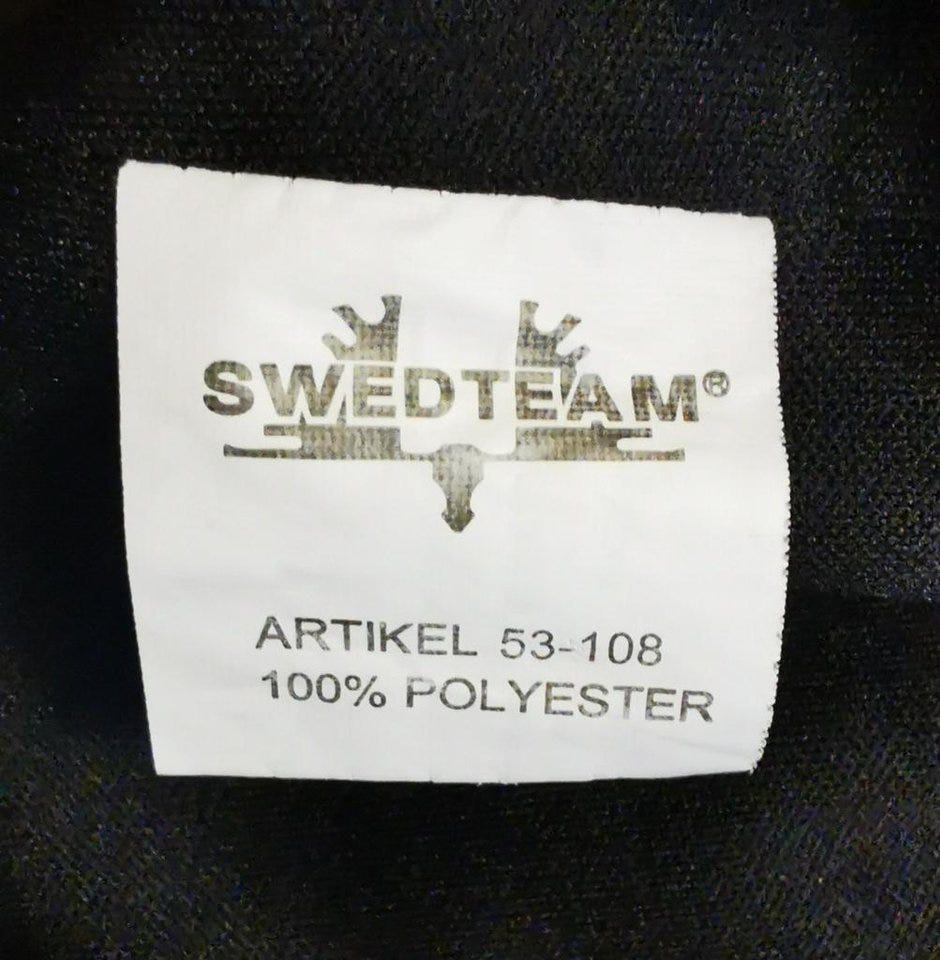 SWEDTEAM®
ARTIKEL 53-108
100% POLYESTER